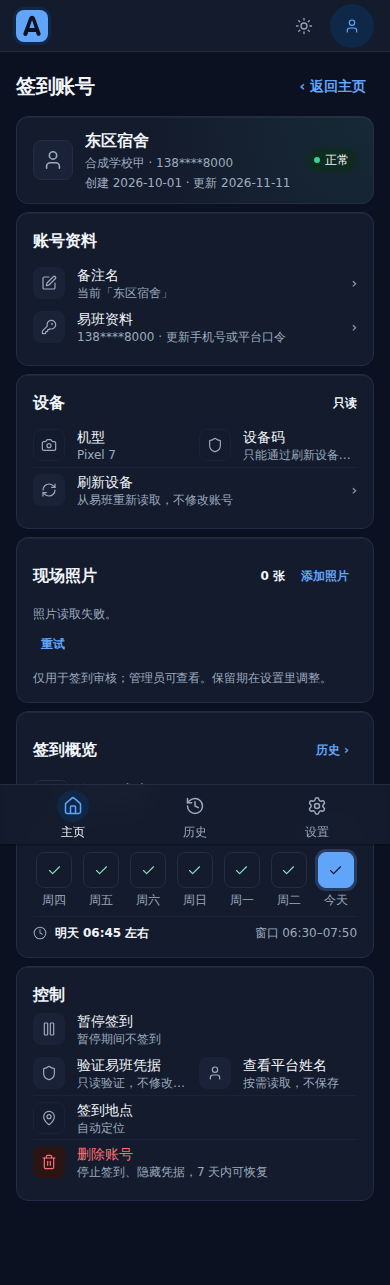 A
签到账号
‹ 返回主页
东区宿舍
合成学校甲 · 138****8000
创建 2026-10-01 · 更新 2026-11-11
正常
账号资料
备注名
当前「东区宿舍」
›
易班资料
138****8000 · 更新手机号或平台口令
›
设备
只读
机型
Pixel 7
设备码
只能通过刷新设备…
刷新设备
从易班重新读取，不修改账号
›
现场照片
0 张
添加照片
照片读取失败。
重试
仅用于签到审核；管理员可查看。保留期在设置里调整。
签到概览
历史 ›
主页
历史
设置
周四
周五
周六
周日
周一
周二
今天
明天 06:45 左右
窗口 06:30–07:50
控制
暂停签到
暂停期间不签到
验证易班凭据
只读验证，不修改…
查看平台姓名
按需读取，不保存
签到地点
自动定位
删除账号
停止签到、隐藏凭据，7 天内可恢复